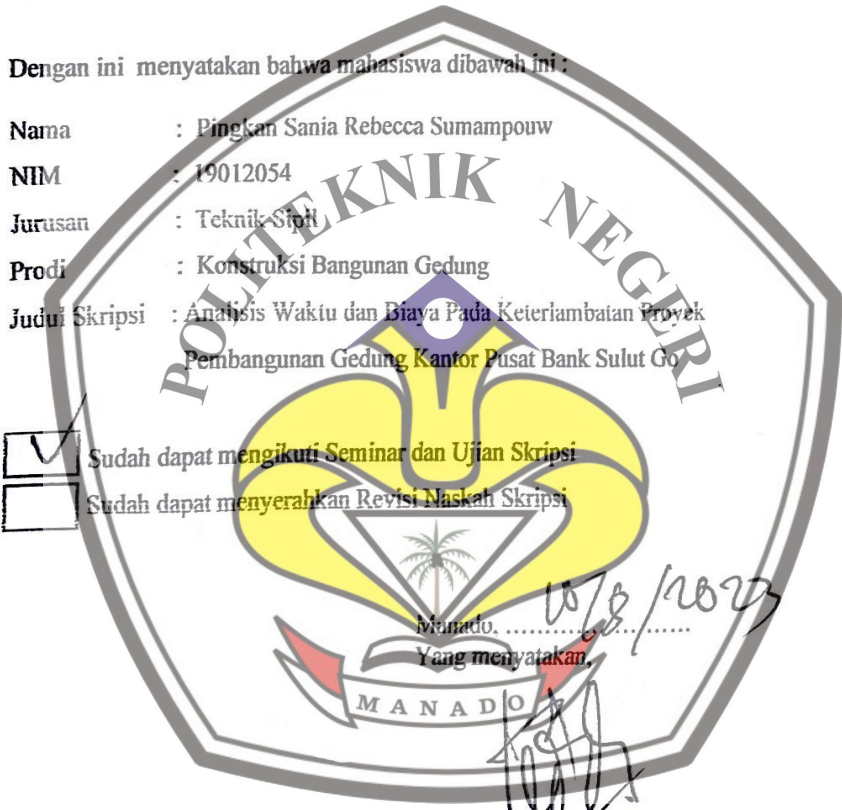 Dengan ini menyatakan bahwa mahasiswa dibawah ini :
Nama : Pingkan Sania Rebecca Sumampouw
NIM : 19012054
Jurusan : Teknik Sipil
Prodi : Konstruksi Bangunan Gedung
Judul Skripsi : Analisis Waktu dan Biaya Pada Keterlambatan Proyek
Pembangunan Gedung Kantor Pusat Bank Sulut Go
Sudah dapat mengikuti Seminar dan Ujian Skripsi
Sudah dapat menyerahkan Revisi Naskah Skripsi
Manado, 10/8/2023
Yang menyatakan,
POLITEKNIK NEGERI
MANADO